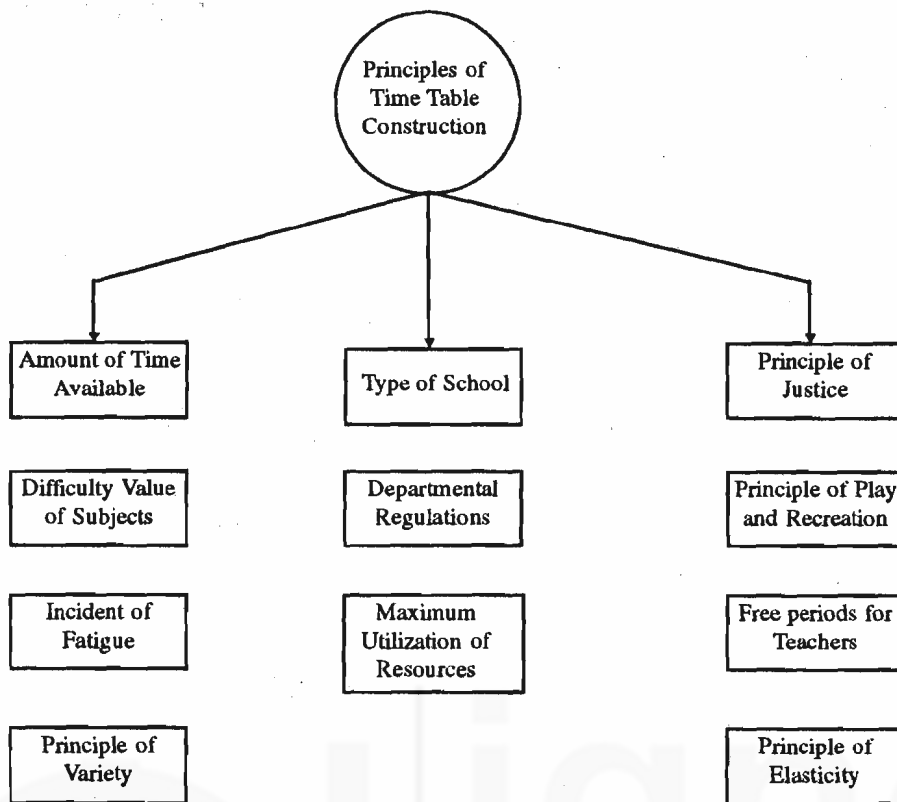 Principles of
Time Table
Construction
Amount of Time
Available
Type of School
Principle of
Justice
Difficulty Value
of Subjects
Departmental
Regulations
Principle of Play
and Recreation
Incident of
Fatigue
Maximum
Utilization of
Resources
Free periods for
Teachers
Principle of
Variety
Principle of
Elasticity